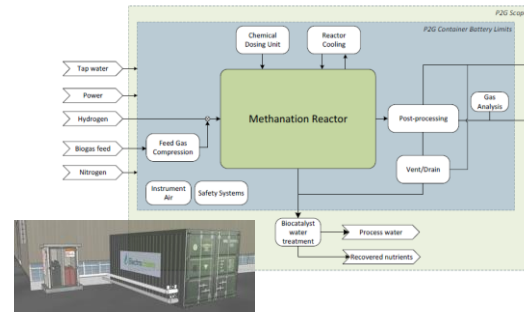 P2G Scop
P2G Container Battery Limits
Chemical
Dosing Unit
Reactor
Cooling
Tap water
Power
Hydrogen
Biogas feed
Nitrogen
Feed Gas
Compression
Methanation Reactor
Post-processing
Gas
Analysis
Vent/Drain
Instrument
Air
Safety Systems
Biocatalyst
water
treatment
Process water
Recovered nutrients